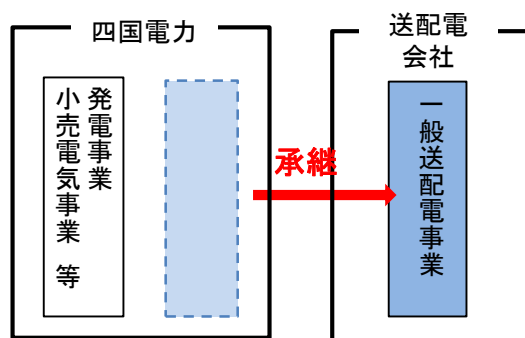 四国電力
発電事業
小売電気事業 等
承継
送配電
会社
一般送配電事業